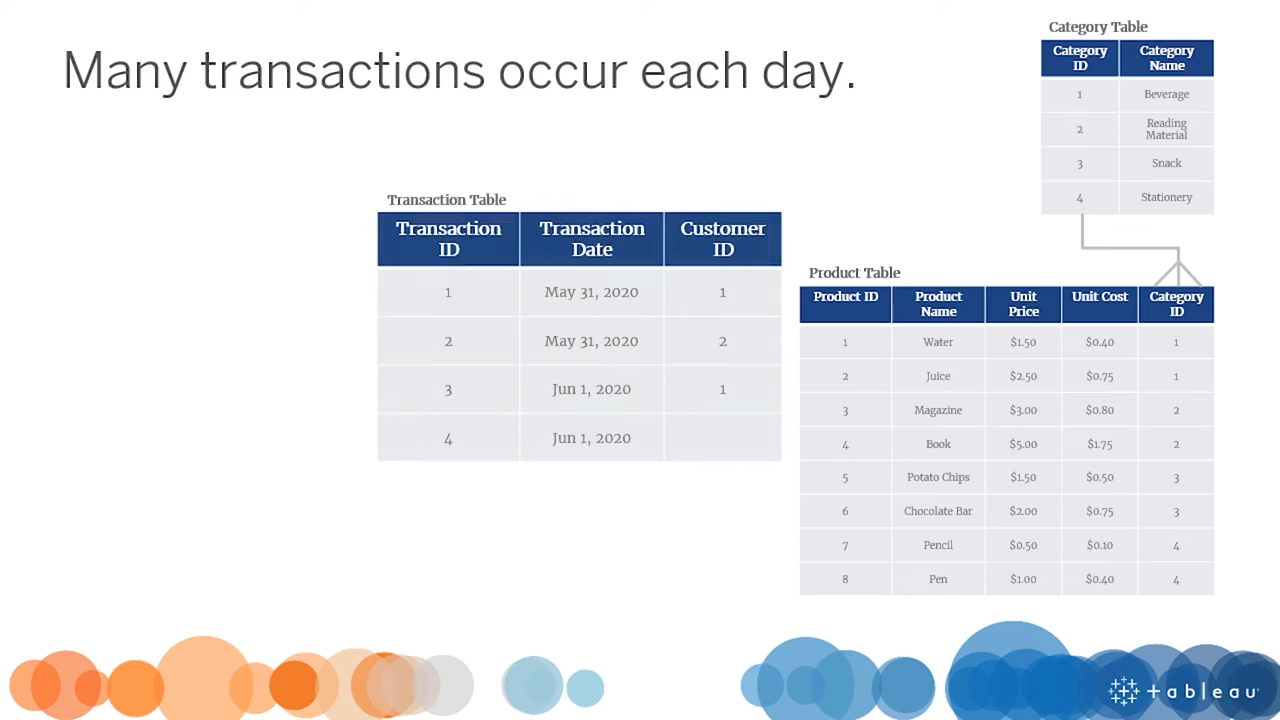 Many transactions occur each day.
Category Table
Category ID Category Name
1 Beverage
2 Reading Material
3 Snack
4 Stationery
Transaction Table
Transaction ID Transaction Date Customer ID
1 May 31, 2020 1
2 May 31, 2020 2
3 Jun 1, 2020 1
4 Jun 1, 2020
Product Table
Product ID Product Name Unit Price Unit Cost Category ID
1 Water $1.50 $0.40 1
2 Juice $2.50 $0.75 1
3 Magazine $3.00 $0.80 2
4 Book $5.00 $1.75 2
5 Potato Chips $1.50 $0.50 3
6 Chocolate Bar $2.00 $0.75 3
7 Pencil $0.50 $0.10 4
8 Pen $1.00 $0.40 4
tableau